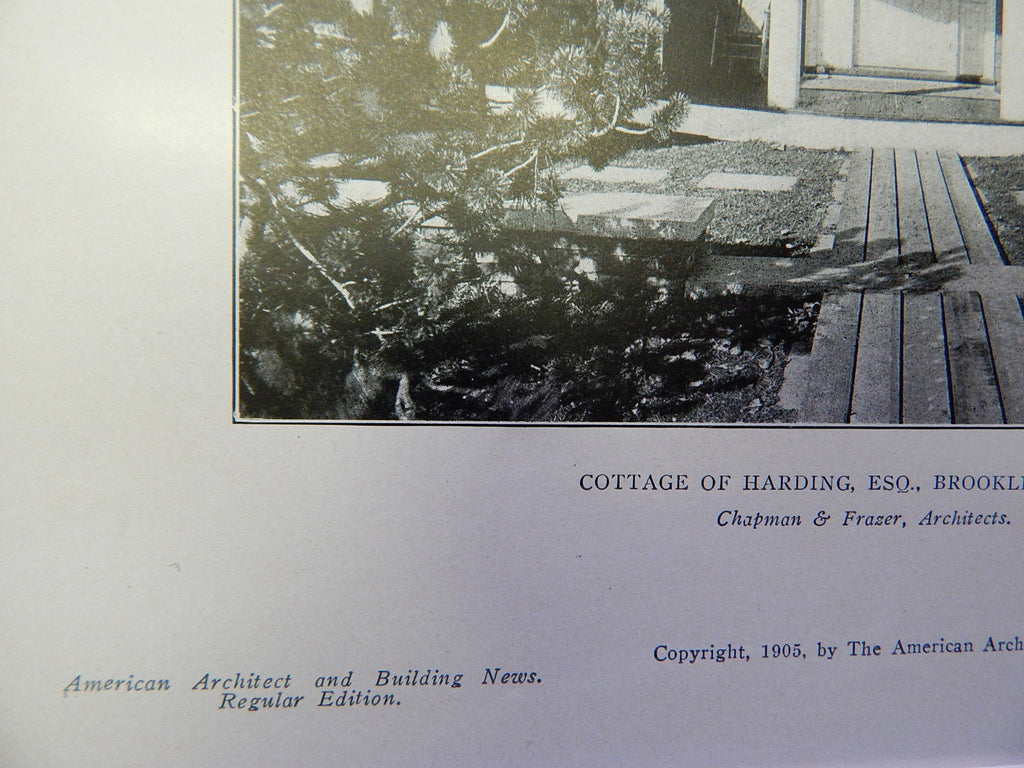 COTTAGE OF HARDING, ESQ., BROOKLI
Chapman & Frazer, Architects.
Copyright, 1905, by The American Arch
American Architect and Building News.
Regular Edition.